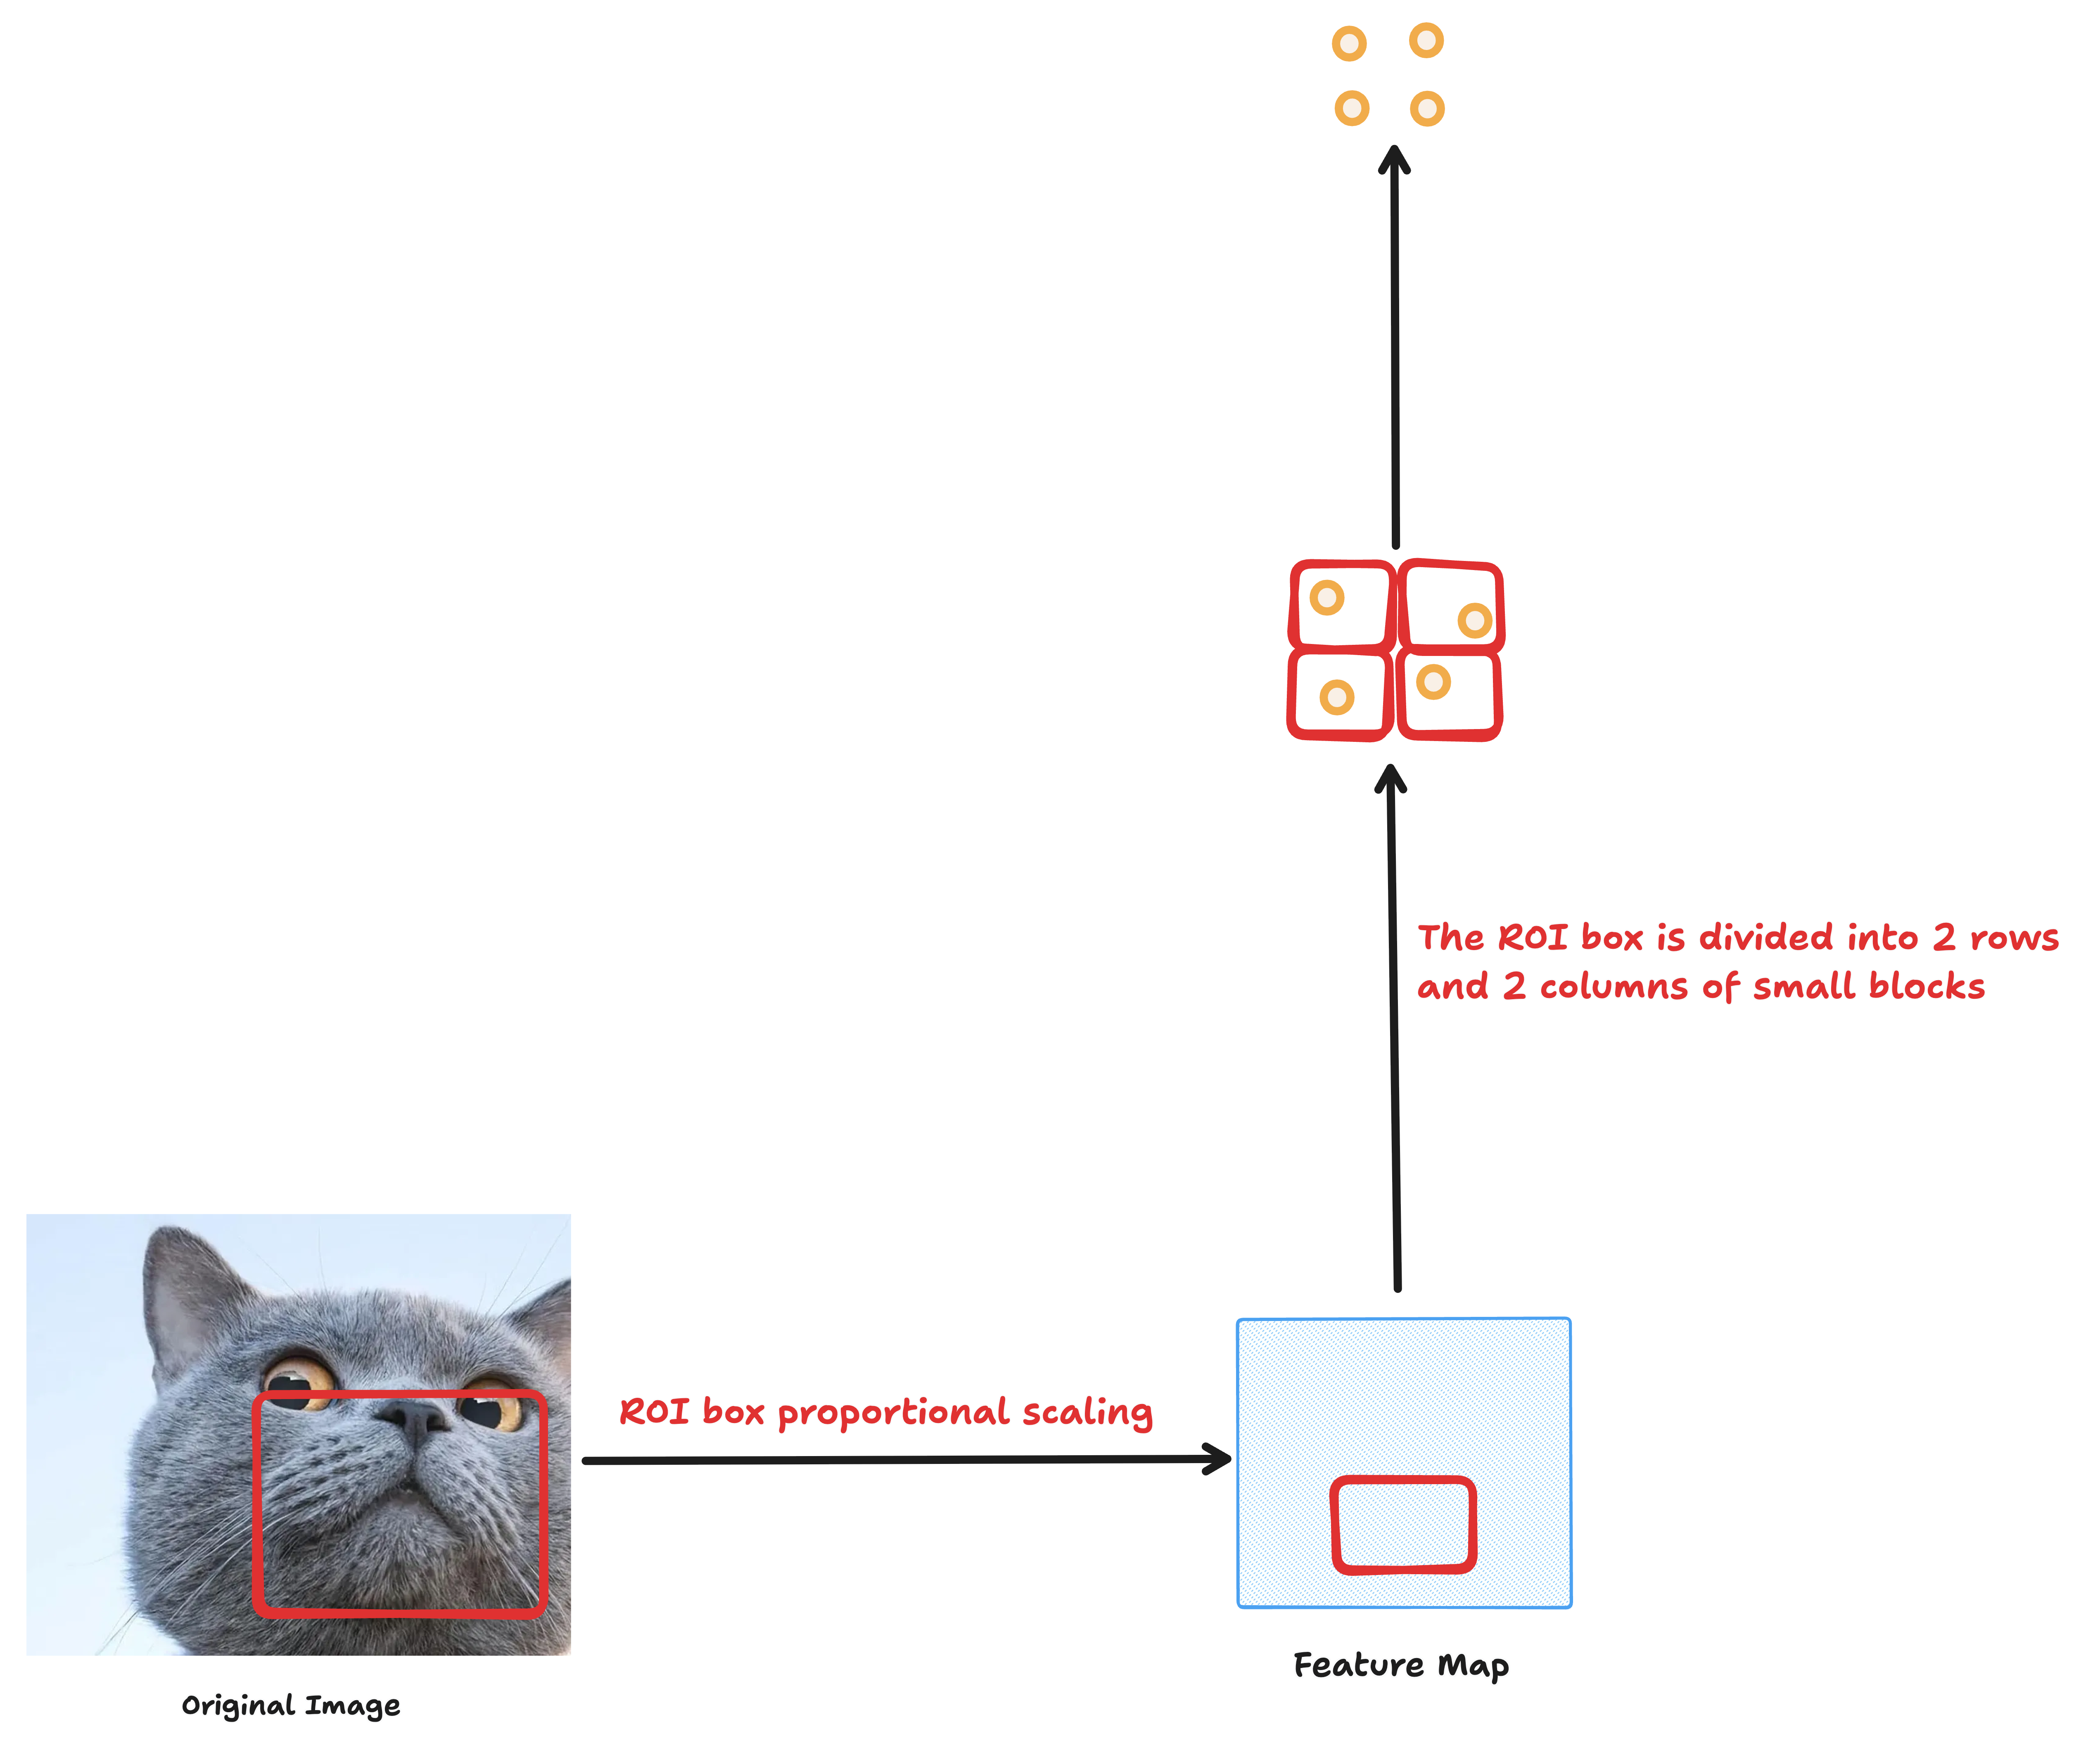 The ROI box is divided into 2 rows
and 2 columns of small blocks
ROI box proportional scaling
Feature Map
Original Image